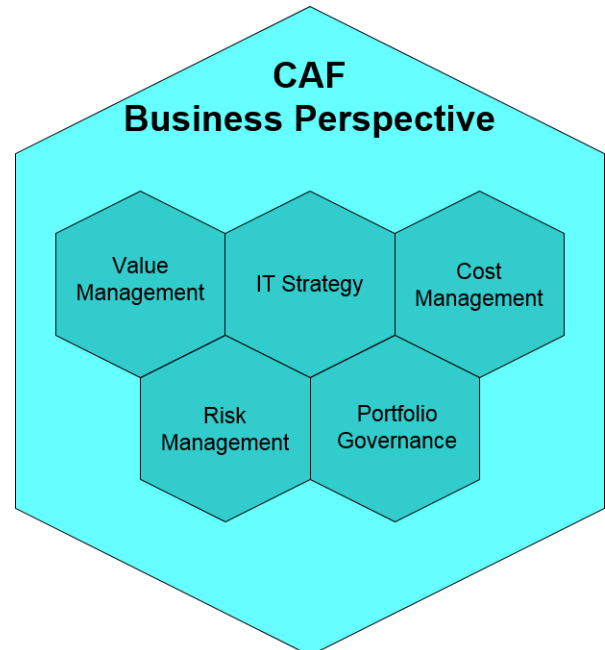 CAF
Business Perspective
Value
Management
IT Strategy
Cost
Management
Risk
Management
Portfolio
Governance